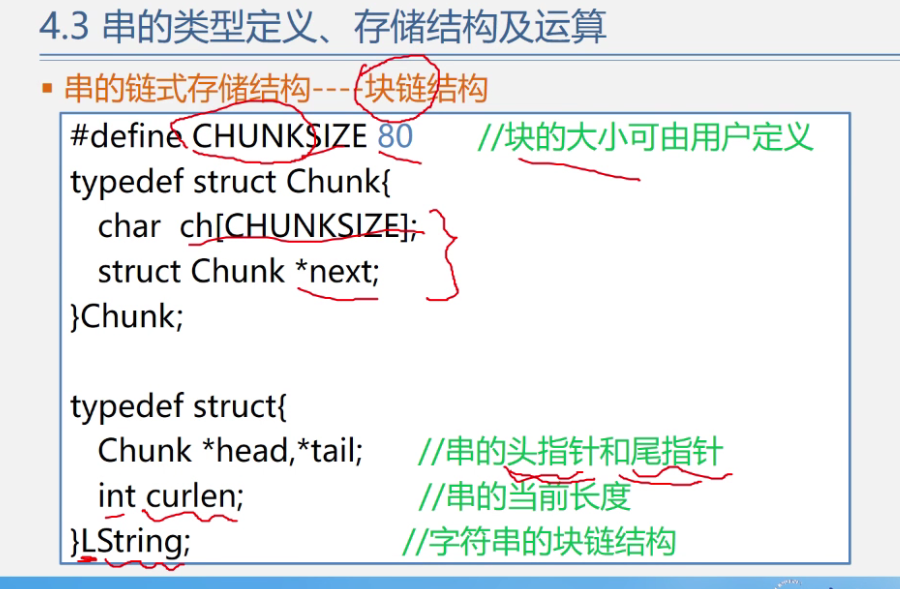 4.3 串的类型定义、存储结构及运算
串的链式存储结构----块链结构
#define CHUNKSIZE 80 //块的大小可由用户定义
typedef struct Chunk{
char ch[CHUNKSIZE];
struct Chunk *next;
}Chunk;
typedef struct{
Chunk *head,*tail; //串的头指针和尾指针
int curlen; //串的当前长度
}LString; //字符串的块链结构